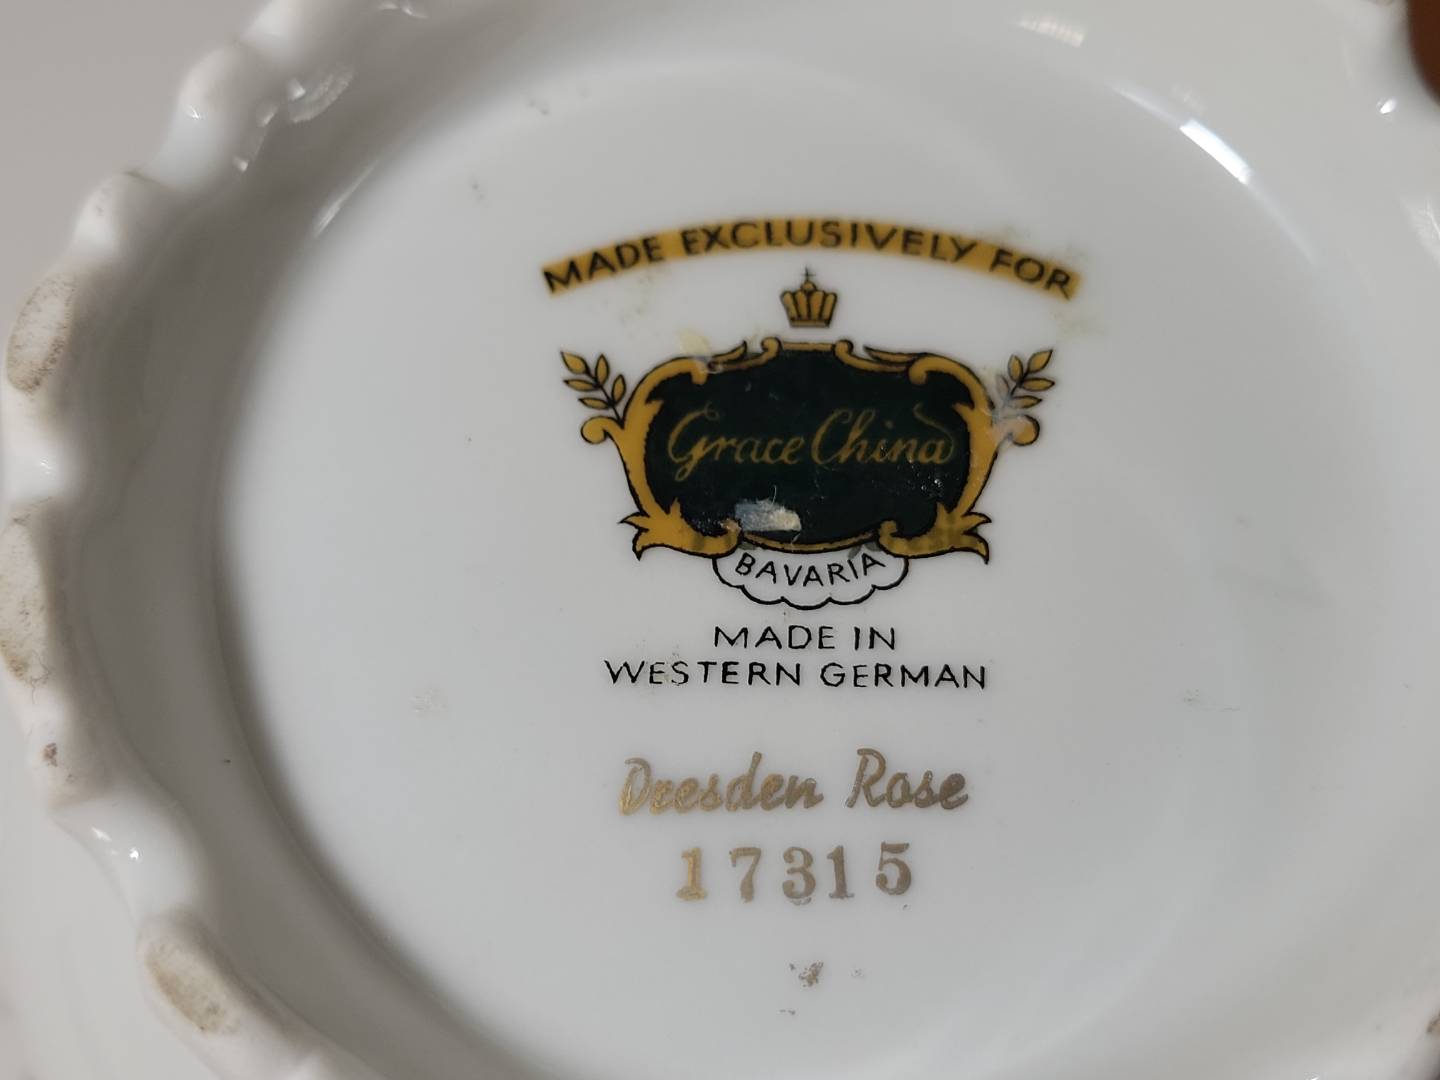 MADE EXCLUSIVELY FOR
Grace China
BAVARIA
MADE IN
WESTERN GERMAN
Dresden Rose
17315